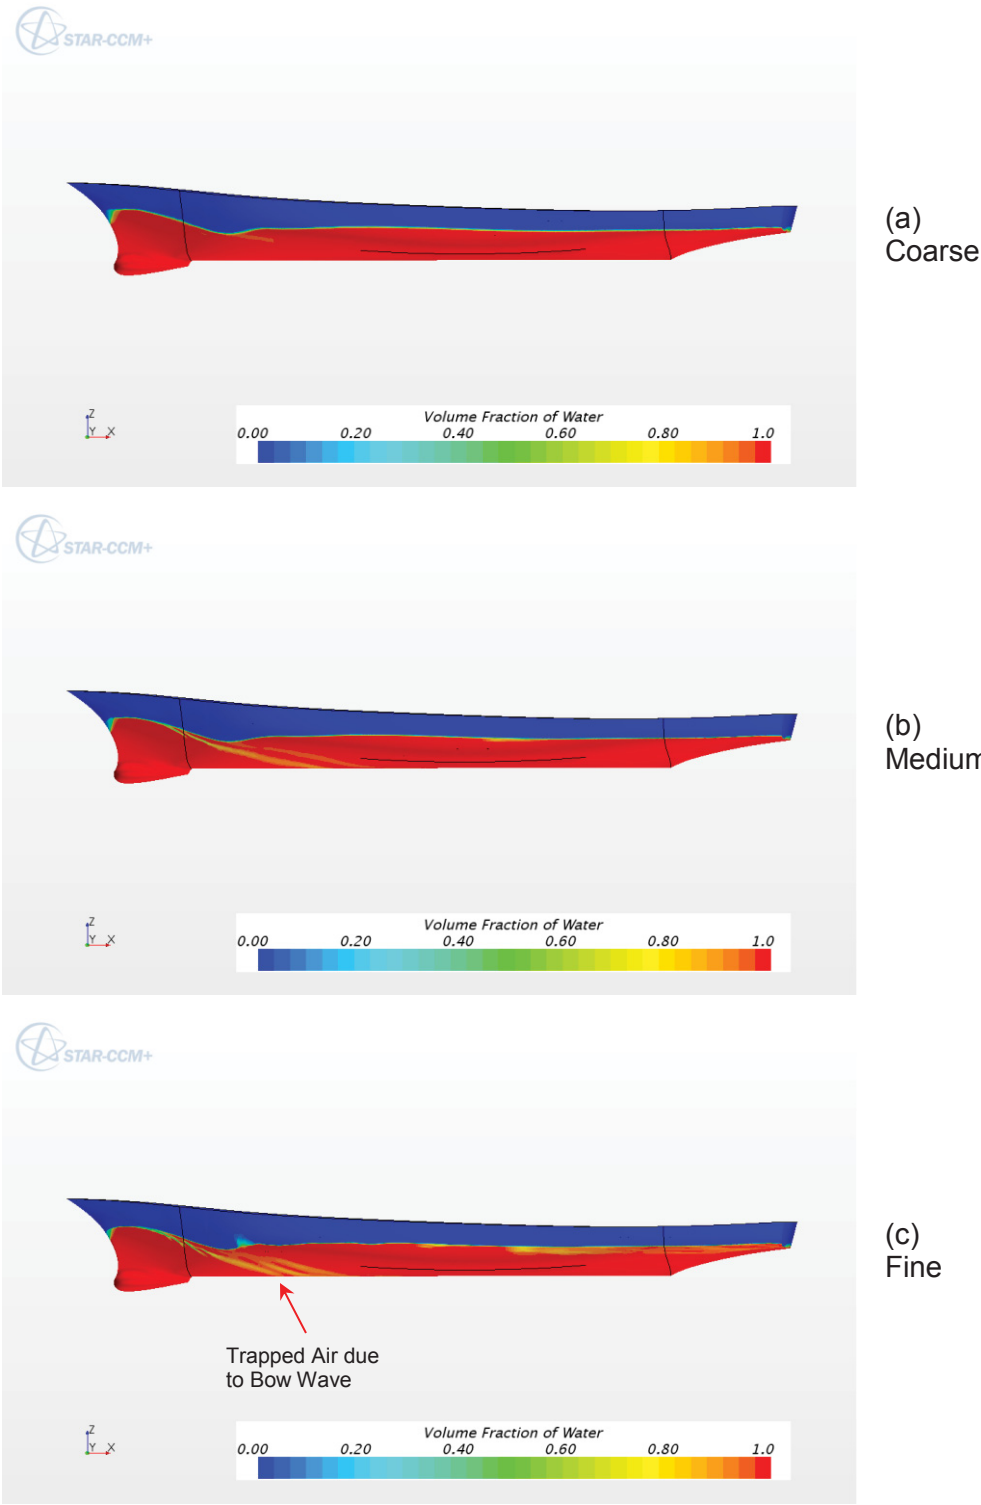 STAR-CCM+
(a)
Coarse
Z
Y X
Volume Fraction of Water
0.00 0.20 0.40 0.60 0.80 1.0
STAR-CCM+
(b)
Medium
Z
Y X
Volume Fraction of Water
0.00 0.20 0.40 0.60 0.80 1.0
STAR-CCM+
(c)
Fine
Trapped Air due
to Bow Wave
Z
Y X
Volume Fraction of Water
0.00 0.20 0.40 0.60 0.80 1.0